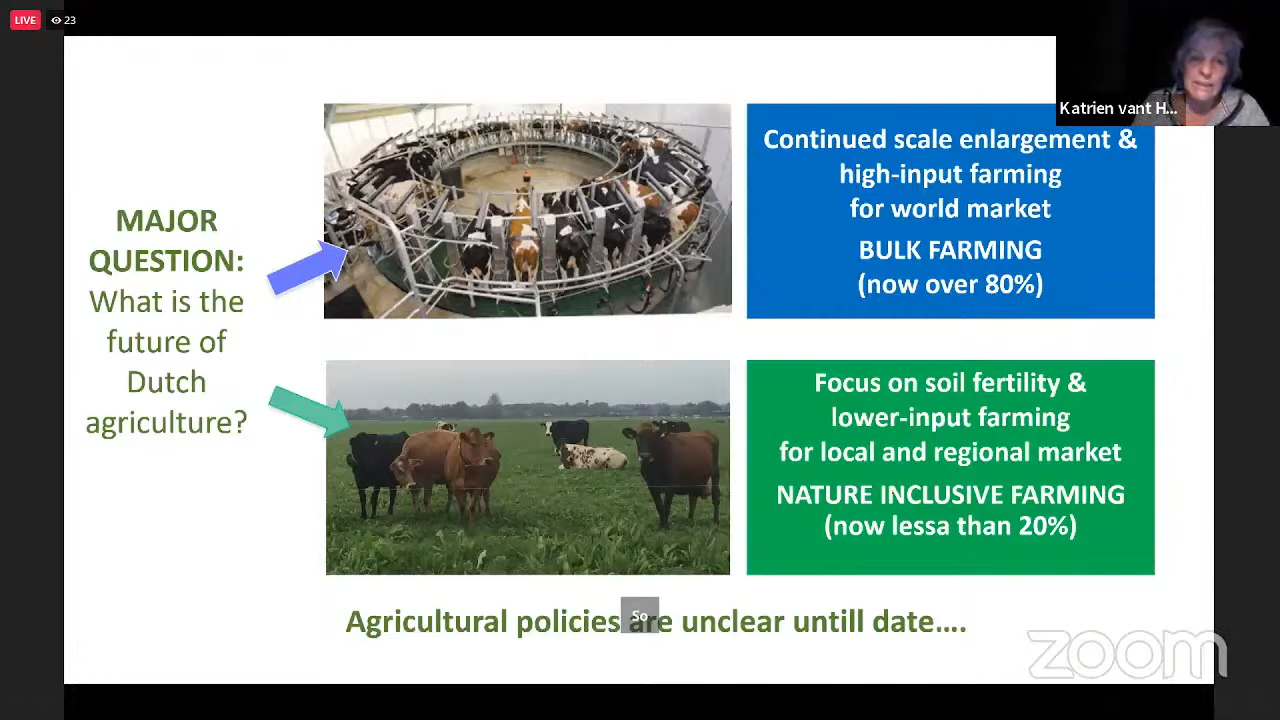 LIVE
23
Katrien vant H...
MAJOR
QUESTION:
What is the
future of
Dutch
agriculture?
Continued scale enlargement &
high-input farming
for world market
BULK FARMING
(now over 80%)
Focus on soil fertility &
lower-input farming
for local and regional market
NATURE INCLUSIVE FARMING
(now lessa than 20%)
Agricultural policies are unclear untill date....
So
zoom